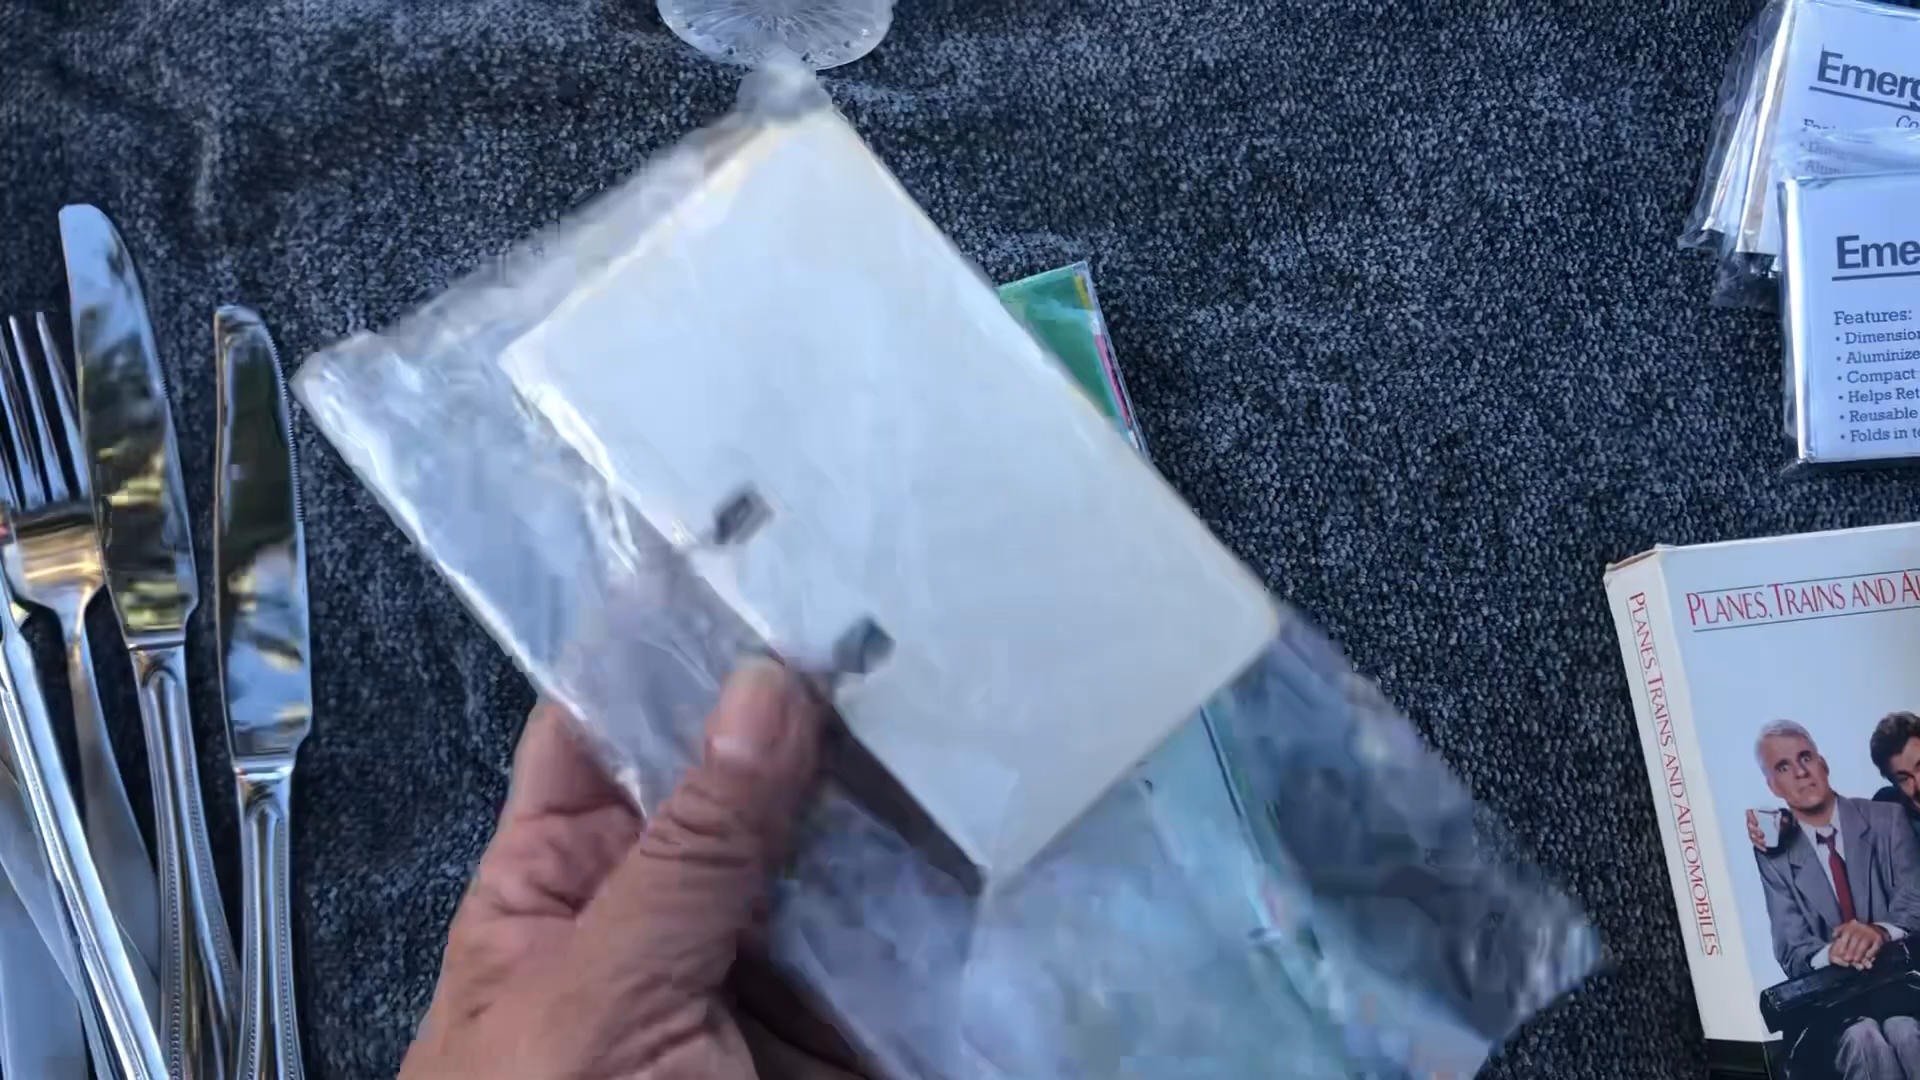 Emerg
Co
Eme
Features:
• Dimension
• Aluminize
• Compact
• Helps Ret
• Reusable
• Folds in t
PLANES, TRAINS AND AU
PLANES, TRAINS AND AUTOMOBILES